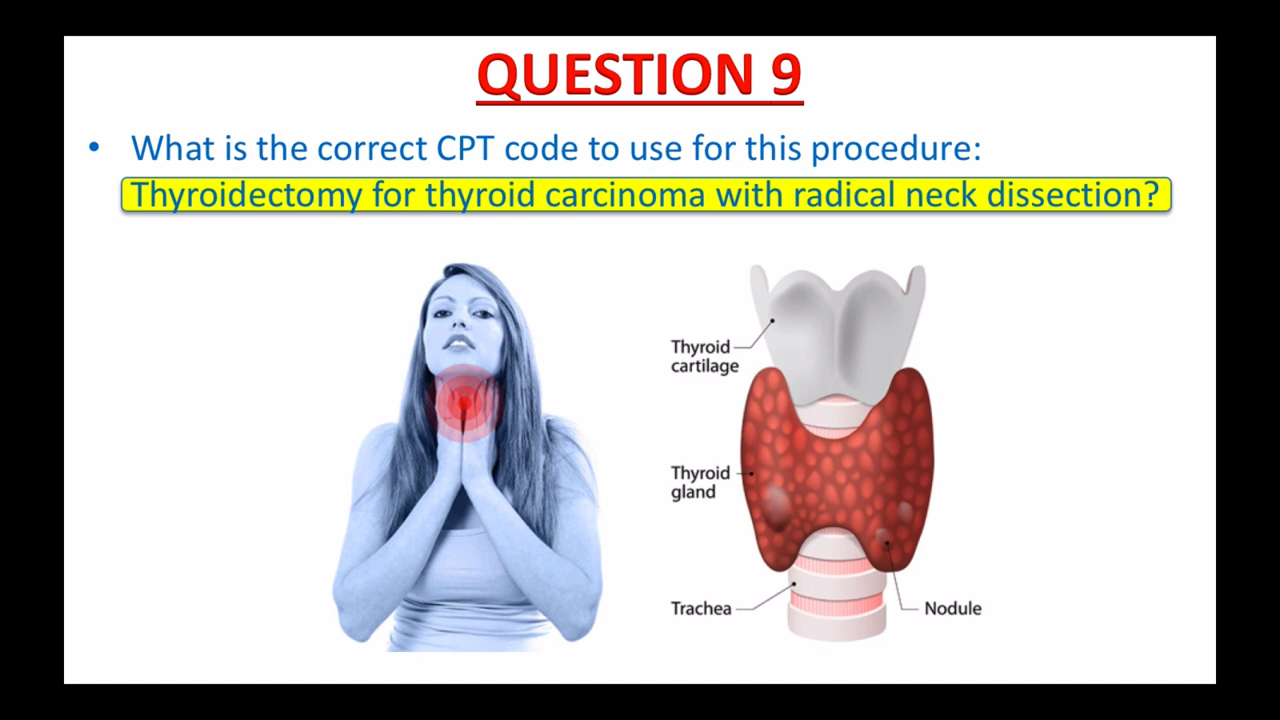 QUESTION 9
• What is the correct CPT code to use for this procedure:
Thyroidectomy for thyroid carcinoma with radical neck dissection?
Thyroid
cartilage
Thyroid
gland
Trachea
Nodule